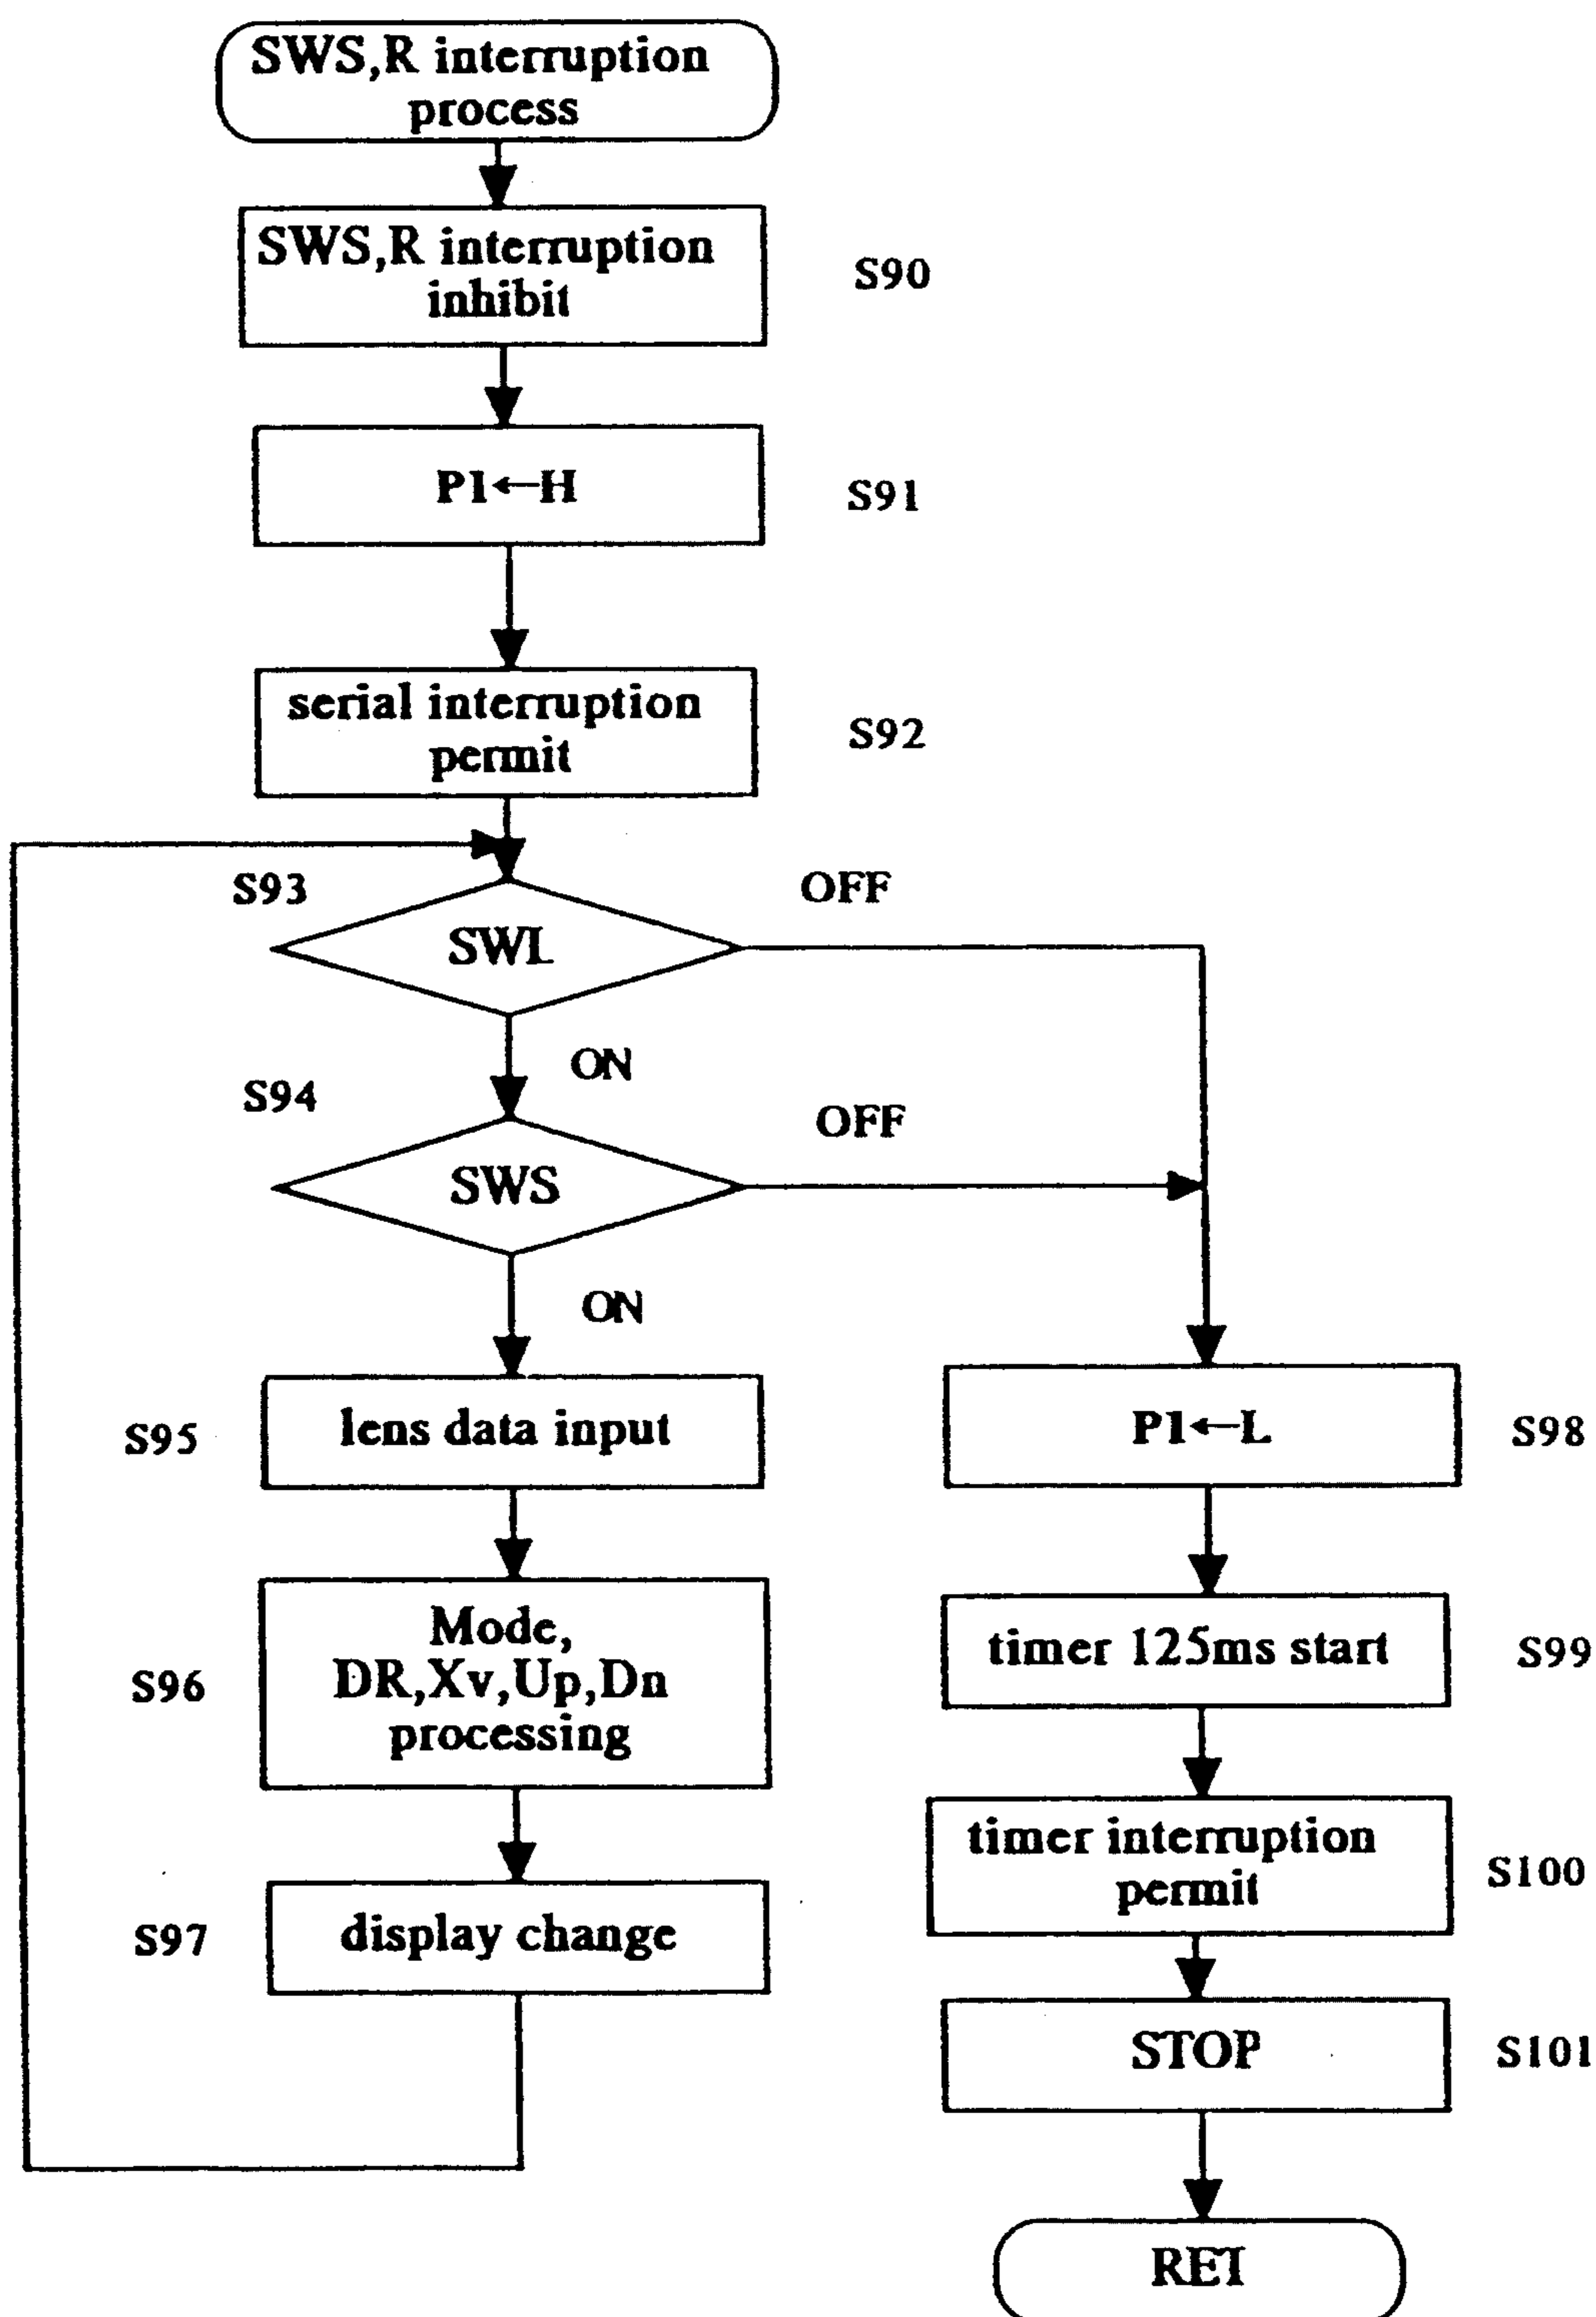 SWS,R interruption
process
SWS,R interruption
inhibit
S90
P1←H
S91
serial interruption
permit
S92
S93
SWL
OFF
ON
S94
SWS
OFF
ON
S95
lens data input
S96
Mode,
DR,Xv,Up,Dn
processing
S97
display change
P1←L
S98
timer 125ms start
S99
timer interruption
permit
S100
STOP
S101
RET